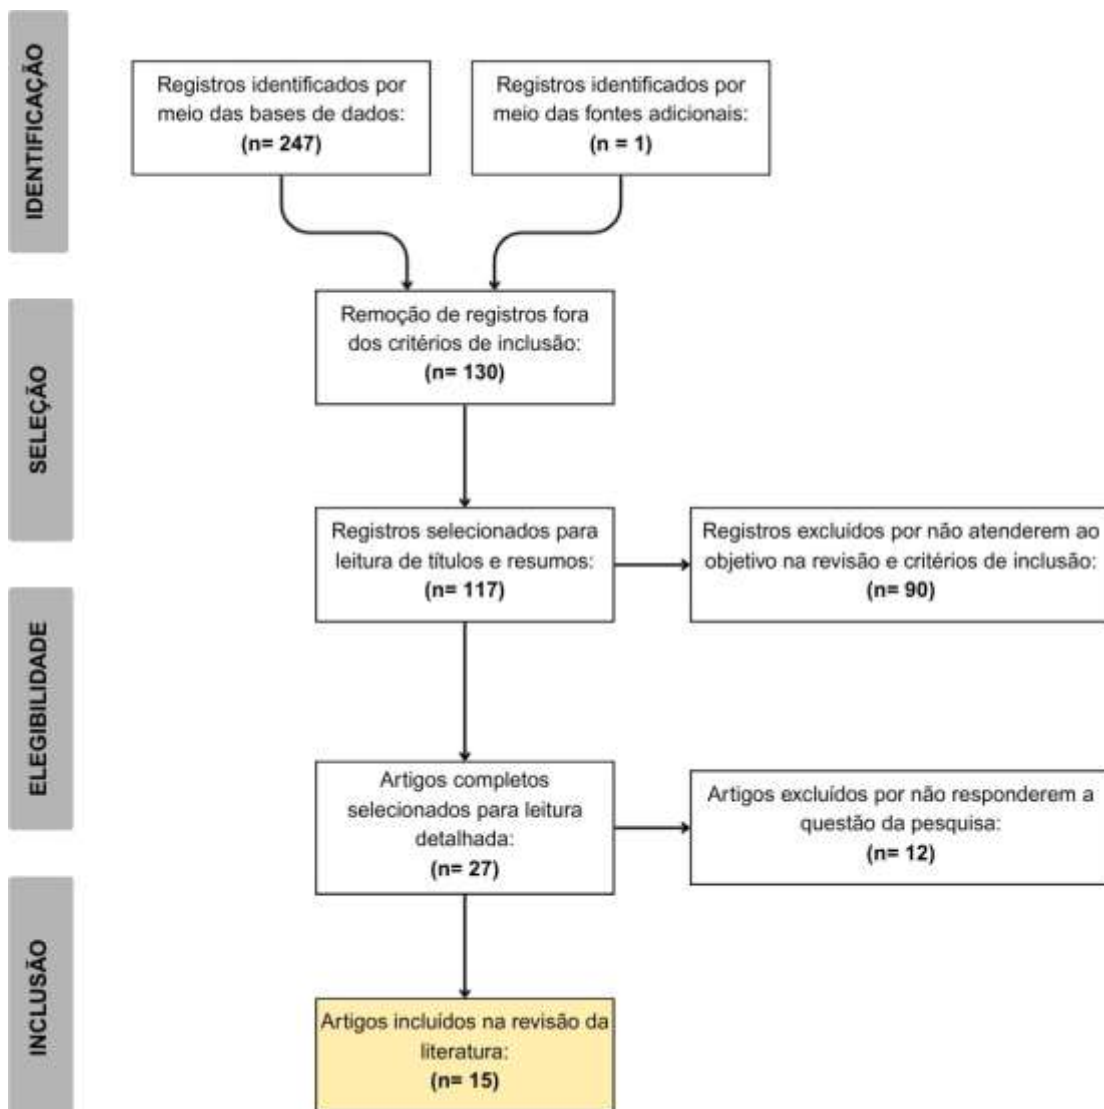 IDENTIFICAÇÃO
Registros identificados por
meio das bases de dados:
(n= 247)
Registros identificados por
meio das fontes adicionais:
(n = 1)
SELEÇÃO
Remoção de registros fora
dos critérios de inclusão:
(n= 130)
Registros selecionados para
leitura de títulos e resumos:
(n= 117)
Registros excluídos por não atenderem ao
objetivo na revisão e critérios de inclusão:
(n= 90)
ELEGIBILIDADE
Artigos completos
selecionados para leitura
detalhada:
(n= 27)
Artigos excluídos por não responderem a
questão da pesquisa:
(n= 12)
INCLUSÃO
Artigos incluídos na revisão da
literatura:
(n= 15)